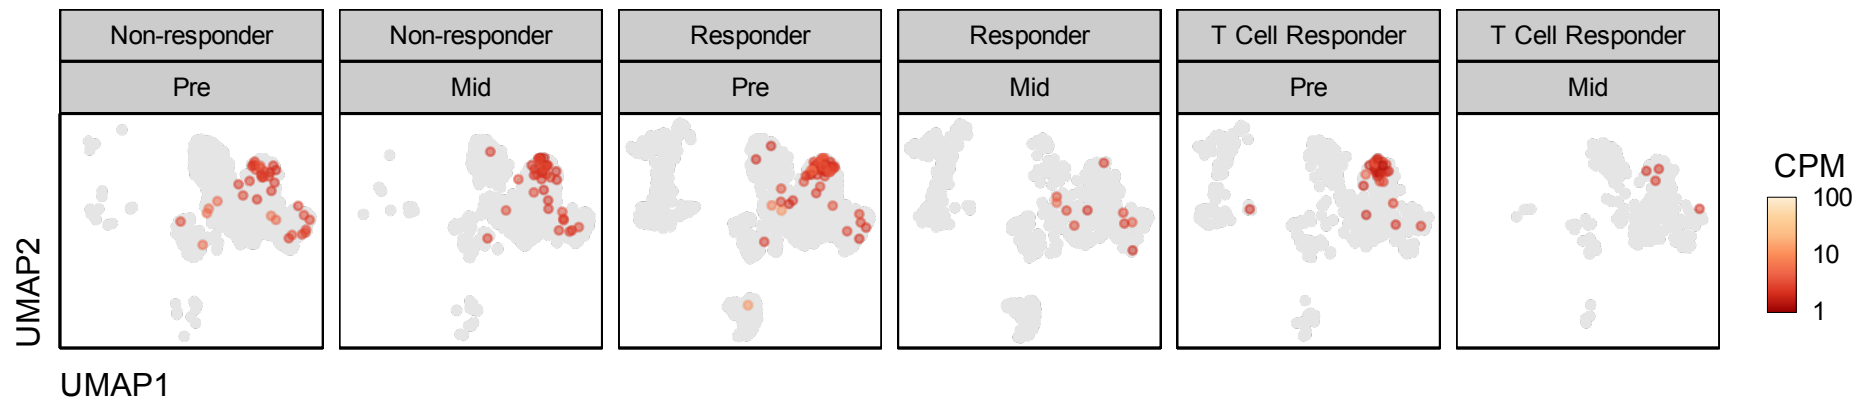 Non-responder Non-responder Responder Responder T Cell Responder T Cell Responder
Pre Mid Pre Mid Pre Mid
CPM
100
10
1
UMAP2
UMAP1